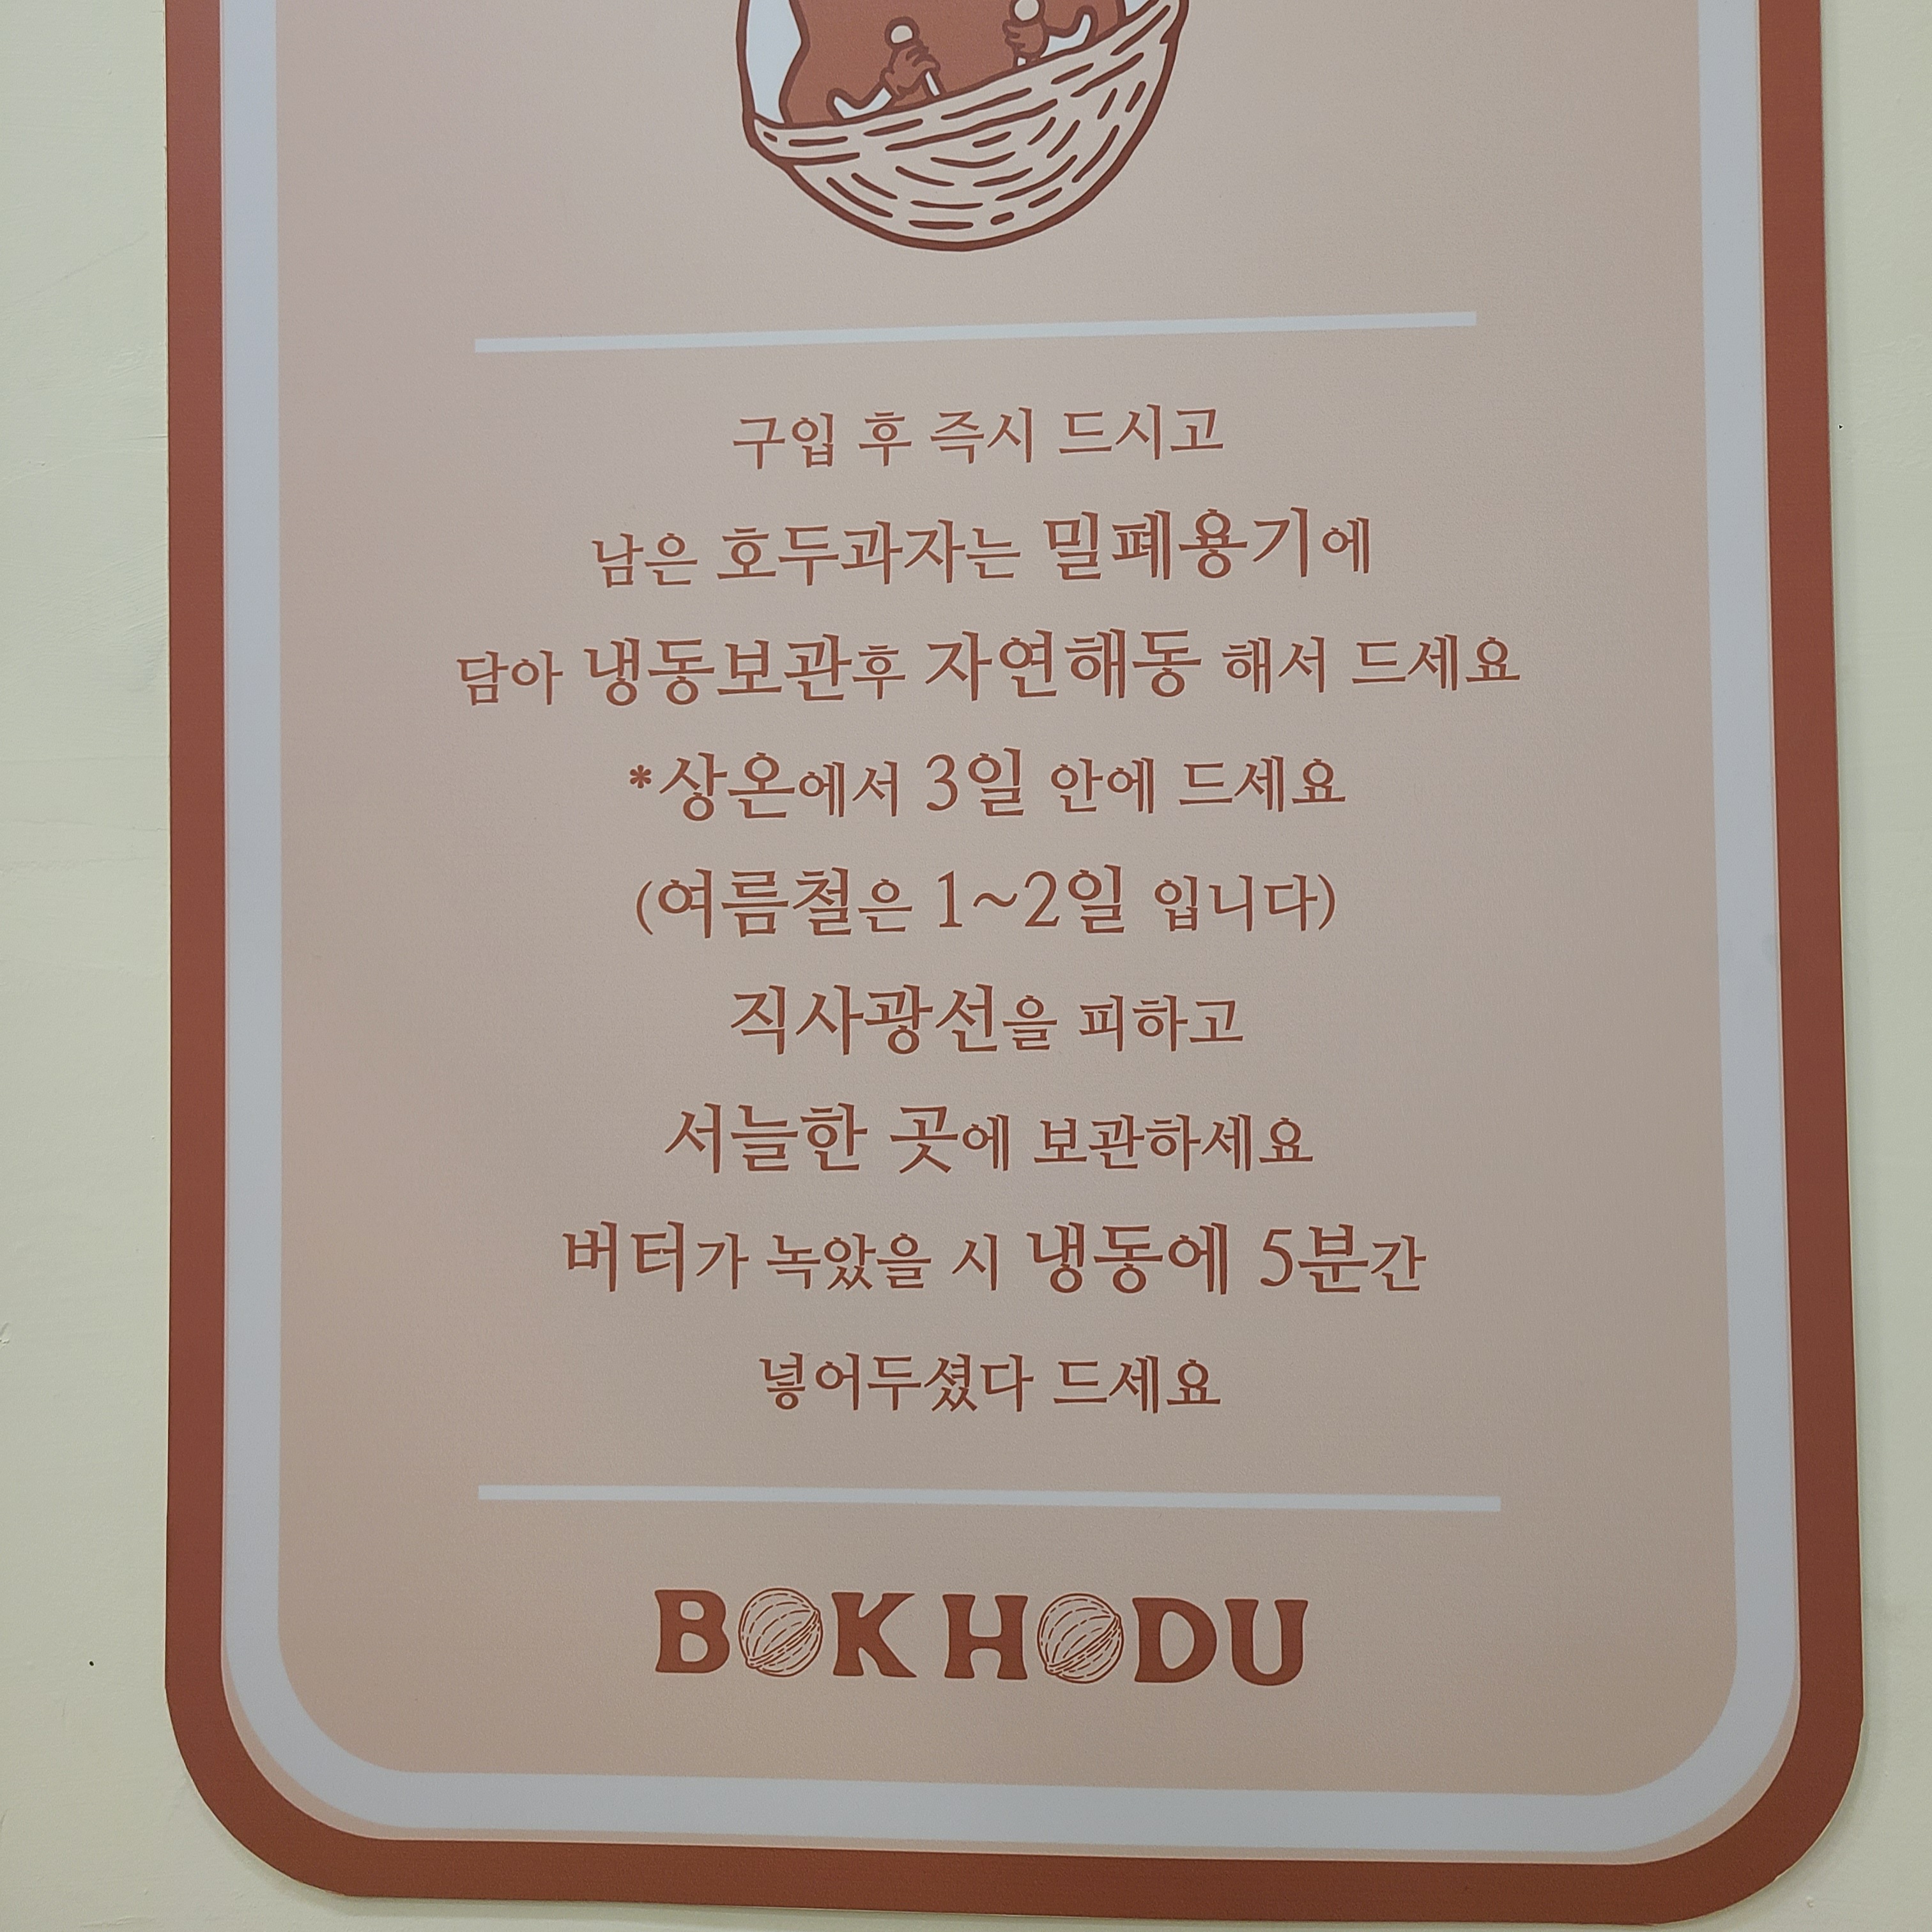 구입 후 즉시 드시고
남은 호두과자는 밀폐용기에
담아 냉동보관후 자연해동 해서 드세요
*상온에서 3일 안에 드세요
(여름철은 1~2일 입니다)
직사광선을 피하고
서늘한 곳에 보관하세요
버터가 녹았을 시 냉동에 5분간
넣어두셨다 드세요
BOK HODU